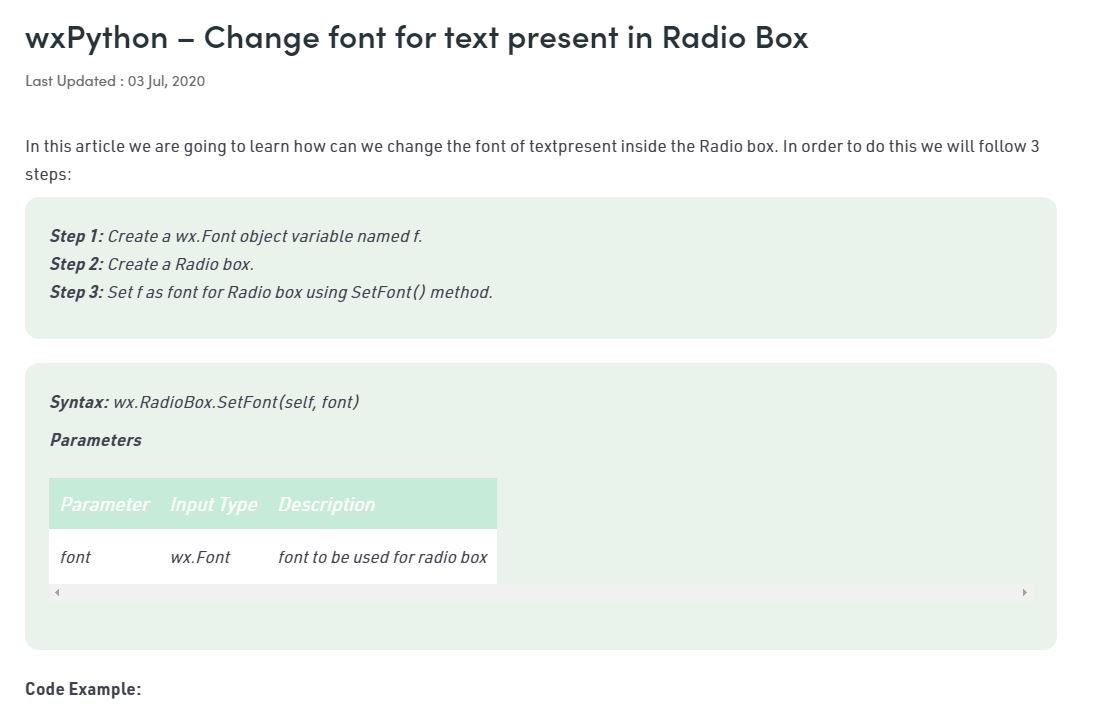 wxPython – Change font for text present in Radio Box
Last Updated : 03 Jul, 2020
In this article we are going to learn how can we change the font of textpresent inside the Radio box. In order to do this we will follow 3
steps:
Step 1: Create a wx.Font object variable named f.
Step 2: Create a Radio box.
Step 3: Set f as font for Radio box using SetFont() method.
Syntax: wx.RadioBox.SetFont(self, font)
Parameters
Parameter Input Type Description
font wx.Font font to be used for radio box
Code Example: